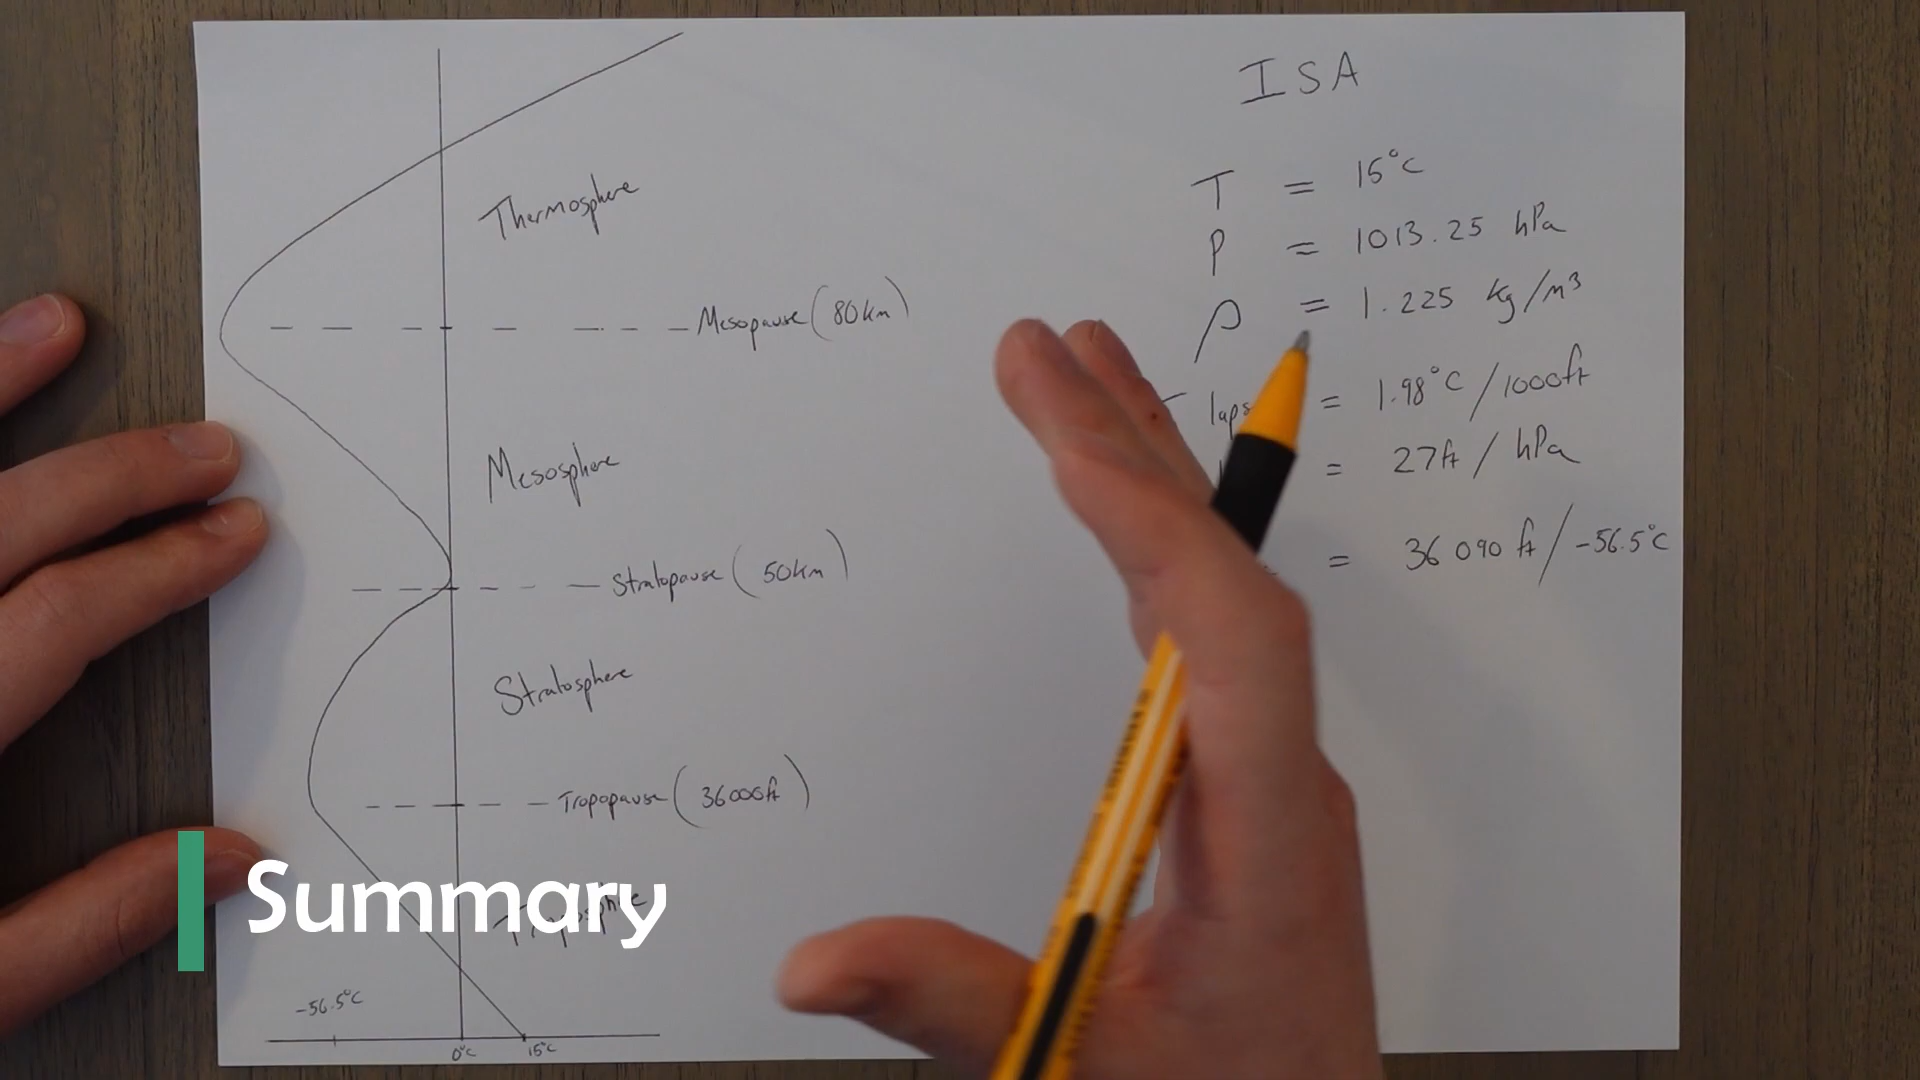 Thermosphere
Mesopause (80km)
Mesosphere
Stratopause (50km)
Stratosphere
Tropopause (36000ft)
Summary
-56.5°C
0°C 15°C
ISA
T = 15°C
P = 1013.25 hPa
ρ = 1.225 kg/m³
= 1.98°C / 1000ft
= 27ft / hPa
= 36 090 ft / -56.5°C